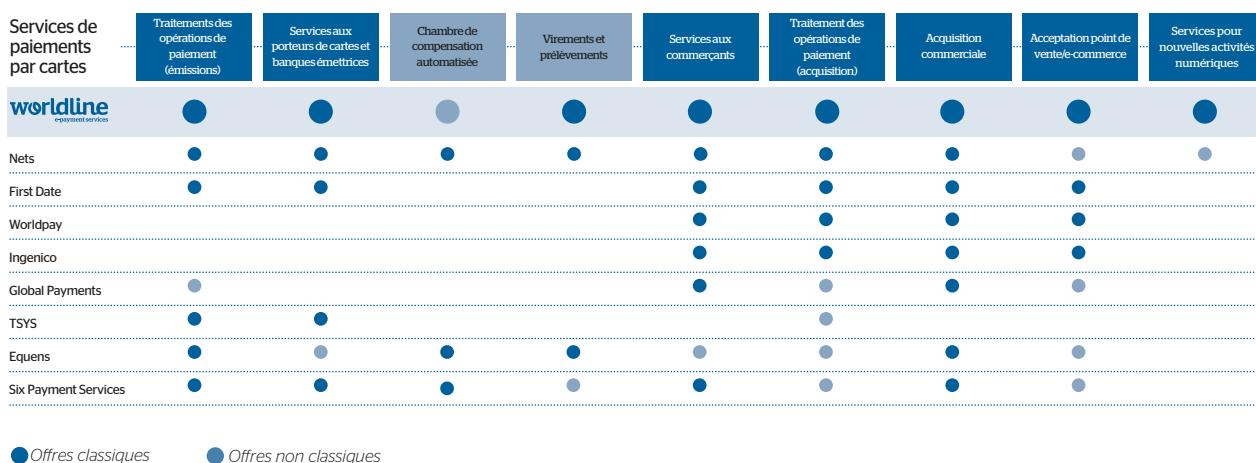 Services de
paiements
par cartes
Traitements des
opérations de
paiement
(émissions)
Services aux
porteurs de cartes et
banques émettrices
Chambre de
compensation
automatisée
Virements et
prélèvements
Services aux
commerçants
Traitement des
opérations de
paiement
(acquisition)
Acquisition
commerciale
Acceptation point de
vente/e-commerce
Services pour
nouvelles activités
numériques
worldline
e-payment services
Nets
First Date
Worldpay
Ingenico
Global Payments
TSYS
Equens
Six Payment Services
Offres classiques
Offres non classiques